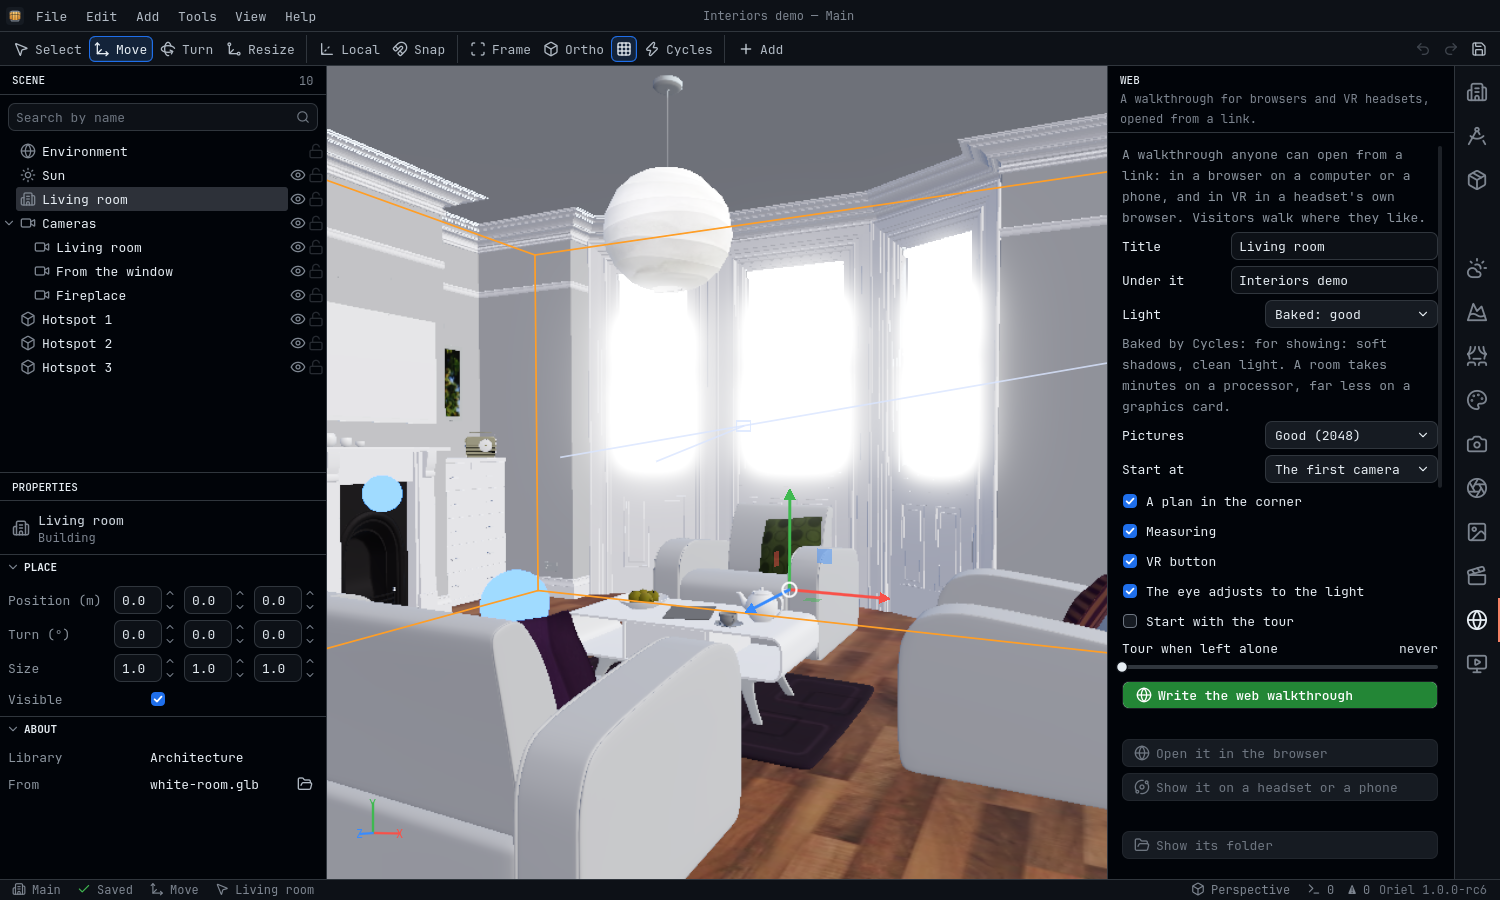 File Edit Add Tools View Help
Interiors demo — Main
Select Move Turn Resize Local Snap Frame Ortho Cycles Add
SCENE 10
Search by name
Environment
Sun
Living room
Cameras
Living room
From the window
Fireplace
Hotspot 1
Hotspot 2
Hotspot 3
PROPERTIES
Living room
Building
PLACE
Position (m) 0.0 0.0 0.0
Turn (°) 0.0 0.0 0.0
Size 1.0 1.0 1.0
Visible
ABOUT
Library Architecture
From white-room.glb
Y
Z X
WEB
A walkthrough for browsers and VR headsets,
opened from a link.
A walkthrough anyone can open from a
link: in a browser on a computer or a
phone, and in VR in a headset's own
browser. Visitors walk where they like.
Title Living room
Under it Interiors demo
Light Baked: good
Baked by Cycles: for showing: soft
shadows, clean light. A room takes
minutes on a processor, far less on a
graphics card.
Pictures Good (2048)
Start at The first camera
A plan in the corner
Measuring
VR button
The eye adjusts to the light
Start with the tour
Tour when left alone never
Write the web walkthrough
Open it in the browser
Show it on a headset or a phone
Show its folder
Main Saved Move Living room
Perspective 0 0 Oriel 1.0.0-rc6